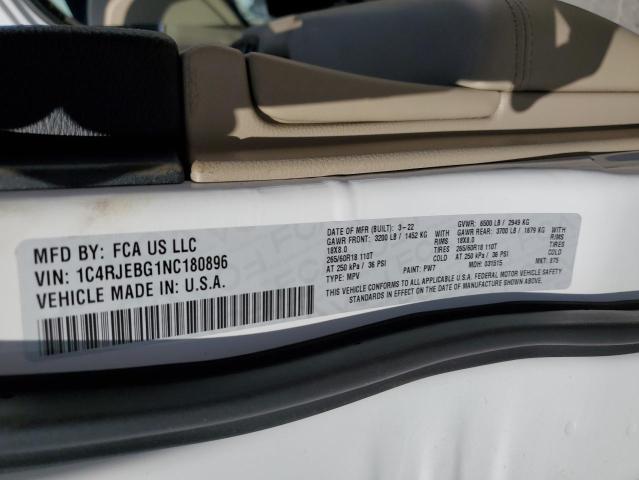 MFD BY: FCA US LLC
VIN: 1C4RJEBG1NC180896
VEHICLE MADE IN: U.S.A.
DATE OF MFR (BUILT): 3-22
GVWR: 6500 LB / 2949 KG
GAWR FRONT: 3200 LB / 1452 KG
GAWR REAR: 3700 LB / 1679 KG
18X8.0 RIMS
18X8.0 RIMS
265/60R18 110T TIRES
265/60R18 110T TIRES
AT 250 kPa / 36 PSI COLD
AT 250 kPa / 36 PSI COLD
TYPE: MPV
PAINT: PW7
MDH: 031515
MKT: 875
THIS VEHICLE CONFORMS TO ALL APPLICABLE U.S.A. FEDERAL MOTOR VEHICLE SAFETY
STANDARDS IN EFFECT ON THE DATE OF MANUFACTURE SHOWN ABOVE.